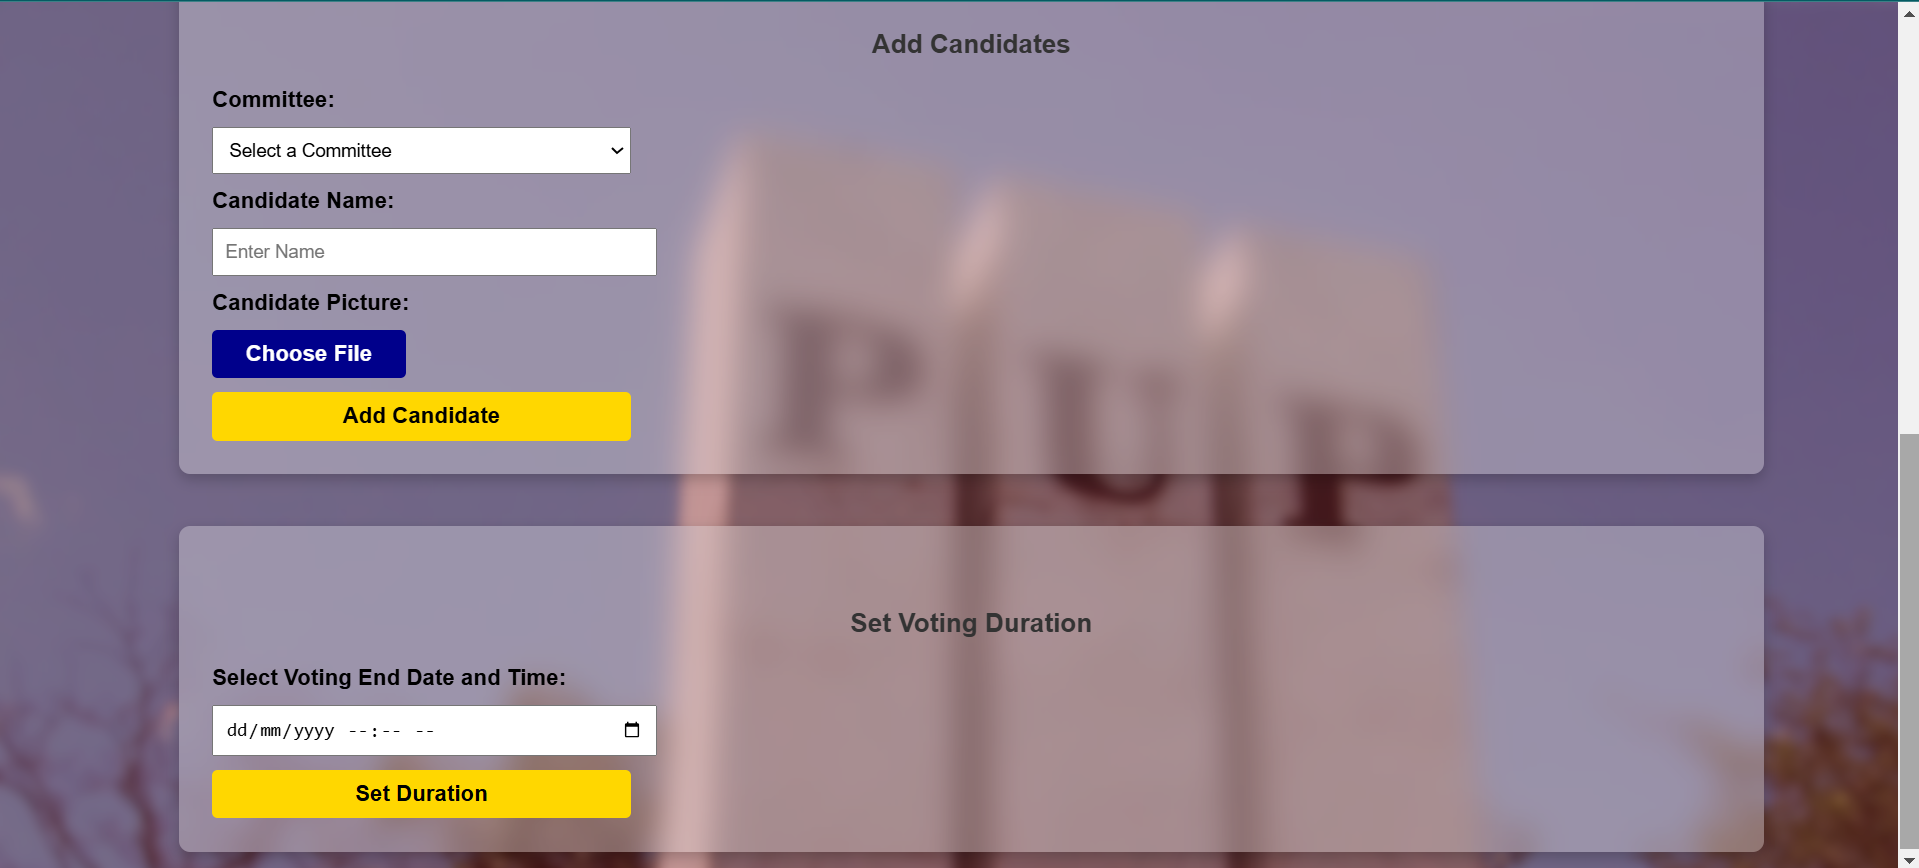 Add Candidates
Committee:
Select a Committee
Candidate Name:
Enter Name
Candidate Picture:
Choose File
Add Candidate
PUP
Set Voting Duration
Select Voting End Date and Time:
dd/mm/yyyy --:-- --
Set Duration